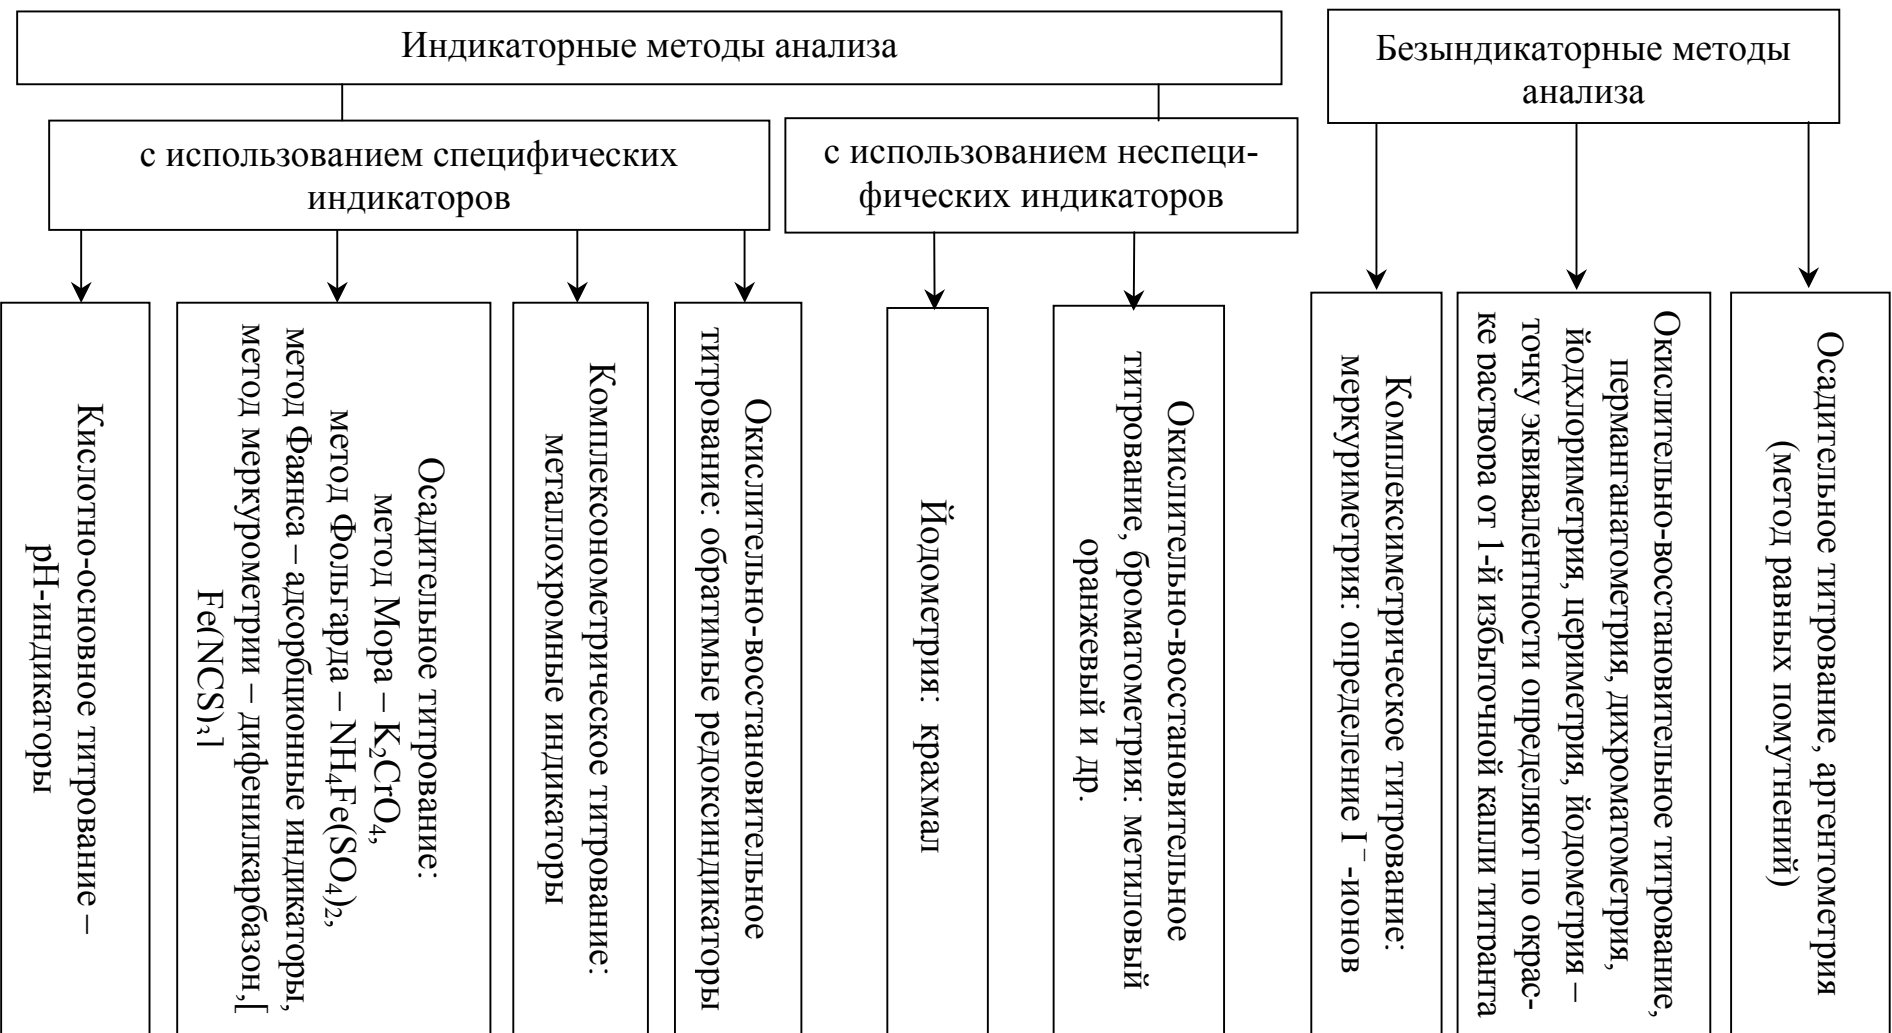 Индикаторные методы анализа
Безындикаторные методы
анализа
с использованием специфических
индикаторов
с использованием неспеци-
фических индикаторов
Кислотно-основное титрование –
pH-индикаторы
Осадительное титрование:
метод Мора – K₂CrO₄,
метод Фольгарда – NH₄Fe(SO₄)₂,
метод Фаянса – адсорбционные индикаторы,
метод меркурометрии – дифенилкарбазон,[
Fe(NCS)₃]
Комплексонометрическое титрование:
металлохромные индикаторы
Окислительно-восстановительное
титрование: обратимые редоксиндикаторы
Йодометрия: крахмал
Окислительно-восстановительное
титрование, броматометрия: метиловый
оранжевый и др.
Комплексиметрическое титрование:
меркуриметрия: определение I⁻ -ионов
Окислительно-восстановительное титрование,
перманганатометрия, дихроматометрия,
йодхлориметрия, цериметрия, йодометрия –
точку эквивалентности определяют по окрас-
ке раствора от 1-й избыточной капли титранта
Осадительное титрование, аргентометрия
(метод равных помутнений)